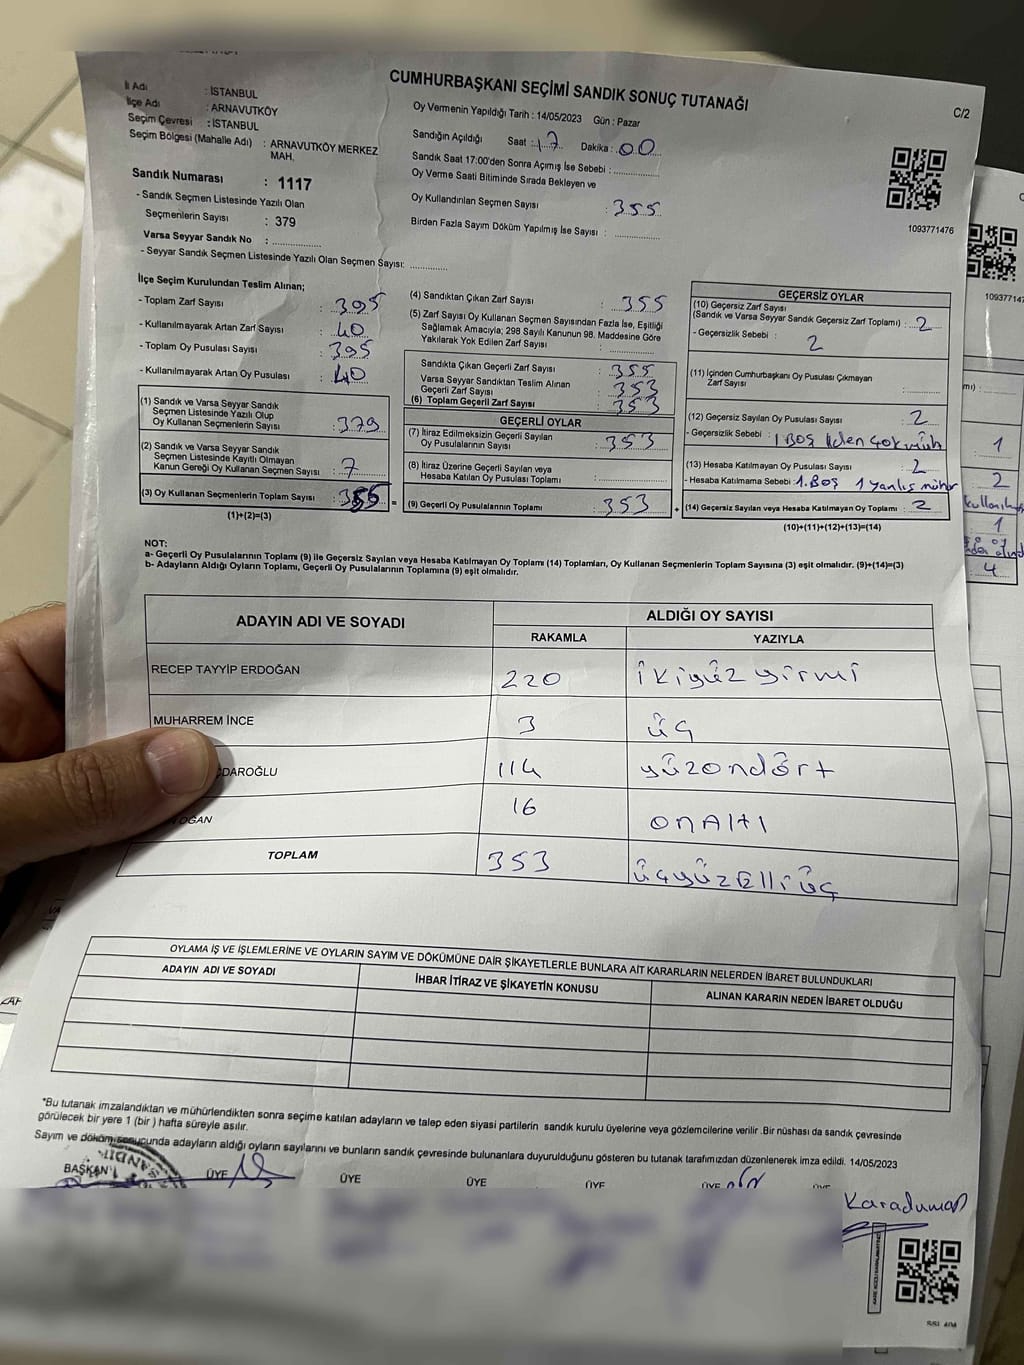 CUMHURBAŞKANI SEÇİMİ SANDIK SONUÇ TUTANAĞI
C/2
İl Adı : İSTANBUL
İlçe Adı : ARNAVUTKÖY
Seçim Çevresi : İSTANBUL
Seçim Bölgesi (Mahalle Adı) : ARNAVUTKÖY MERKEZ
MAH.
Sandık Numarası : 1117
- Sandık Seçmen Listesinde Yazılı Olan
Seçmenlerin Sayısı : 379
Varsa Seyyar Sandık No : ..................
- Seyyar Sandık Seçmen Listesinde Yazılı Olan Seçmen Sayısı: ..............
Oy Vermenin Yapıldığı Tarih : 14/05/2023 Gün : Pazar
Sandığın Açıldığı Saat : 17 Dakika : 00
Sandık Saat 17:00'den Sonra Açımış İse Sebebi : ................
Oy Verme Saati Bitiminde Sırada Bekleyen ve
Oy Kullandırılan Seçmen Sayısı : 355
Birden Fazla Sayım Döküm Yapılmış İse Sayısı : ................
1093771476
İlçe Seçim Kurulundan Teslim Alınan;
- Toplam Zarf Sayısı : 395
- Kullanılmayarak Artan Zarf Sayısı : 40
- Toplam Oy Pusulası Sayısı : 395
- Kullanılmayarak Artan Oy Pusulası : 40
(1) Sandık ve Varsa Seyyar Sandık
Seçmen Listesinde Yazılı Olup
Oy Kullanan Seçmenlerin Sayısı : 379
(2) Sandık ve Varsa Seyyar Sandık
Seçmen Listesinde Kayıtlı Olmayan
Kanun Gereği Oy Kullanan Seçmen Sayısı : 7
(3) Oy Kullanan Seçmenlerin Toplam Sayısı : 355 =
(1)+(2)=(3)
(4) Sandıktan Çıkan Zarf Sayısı : 355
(5) Zarf Sayısı Oy Kullanan Seçmen Sayısından Fazla İse, Eşitliği
Sağlamak Amacıyla; 298 Sayılı Kanunun 98. Maddesine Göre
Yakılarak Yok Edilen Zarf Sayısı : ................
Sandıkta Çıkan Geçerli Zarf Sayısı : 355
Varsa Seyyar Sandıktan Teslim Alınan
Geçerli Zarf Sayısı : 353
(6) Toplam Geçerli Zarf Sayısı : 353
GEÇERLİ OYLAR
(7) İtiraz Edilmeksizin Geçerli Sayılan
Oy Pusulalarının Sayısı : 353
(8) İtiraz Üzerine Geçerli Sayılan veya
Hesaba Katılan Oy Pusulası Toplamı : ................
(9) Geçerli Oy Pusulalarının Toplamı : 353 +
GEÇERSİZ OYLAR
(10) Geçersiz Zarf Sayısı
(Sandık ve Varsa Seyyar Sandık Geçersiz Zarf Toplamı) : 2
- Geçersizlik Sebebi : 2
(11) İçinden Cumhurbaşkanı Oy Pusulası Çıkmayan
Zarf Sayısı
(12) Geçersiz Sayılan Oy Pusulası Sayısı : 2
- Geçersizlik Sebebi : 1 Boş 1den çok müh
(13) Hesaba Katılmayan Oy Pusulası Sayısı : 2
- Hesaba Katılmama Sebebi : 1. Boş 1 yanlış mühür
(14) Geçersiz Sayılan veya Hesaba Katılmayan Oy Toplamı : 2
(10)+(11)+(12)+(13)=(14)
NOT:
a- Geçerli Oy Pusulalarının Toplamı (9) ile Geçersiz Sayılan veya Hesaba Katılmayan Oy Toplamı (14) Toplamları, Oy Kullanan Seçmenlerin Toplam Sayısına (3) eşit olmalıdır. (9)+(14)=(3)
b- Adayların Aldığı Oyların Toplamı, Geçerli Oy Pusulalarının Toplamına (9) eşit olmalıdır.
ADAYIN ADI VE SOYADI
ALDIĞI OY SAYISI
RAKAMLA YAZIYLA
RECEP TAYYİP ERDOĞAN 220 ikiyüz yirmi
MUHARREM İNCE 3 üç
ÇDAROĞLU 114 yüzondört
OĞAN 16 onAltı
TOPLAM 353 üçyüzElliüç
OYLAMA İŞ VE İŞLEMLERİNE VE OYLARIN SAYIM VE DÖKÜMÜNE DAİR ŞİKAYETLERLE BUNLARA AİT KARARLARIN NELERDEN İBARET BULUNDUKLARI
ADAYIN ADI VE SOYADI İHBAR İTİRAZ VE ŞİKAYETİN KONUSU ALINAN KARARIN NEDEN İBARET OLDUĞU
*Bu tutanak imzalandıktan ve mühürlendikten sonra seçime katılan adayların ve talep eden siyasi partilerin sandık kurulu üyelerine veya gözlemcilerine verilir .Bir nüshası da sandık çevresinde
görülecek bir yere 1 (bir ) hafta süreyle asılır.
Sayım ve döküm sonucunda adayların aldığı oyların sayılarını ve bunların sandık çevresinde bulunanlara duyurulduğunu gösteren bu tutanak tarafımızdan düzenlenerek imza edildi. 14/05/2023
BAŞKAN ÜYE ÜYE ÜYE ÜYE ÜYE
Karaduman